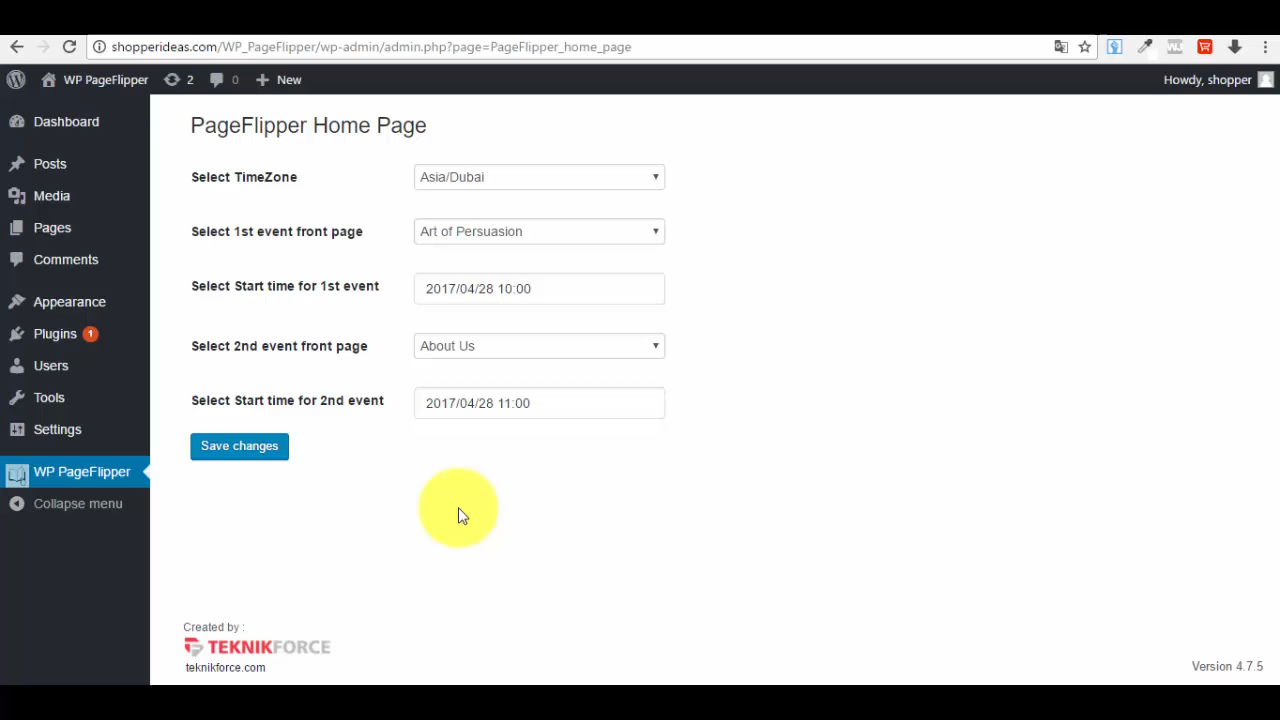 shopperideas.com/WP_PageFlipper/wp-admin/admin.php?page=PageFlipper_home_page
WP PageFlipper 2 0 New Howdy, shopper
Dashboard
Posts
Media
Pages
Comments
Appearance
Plugins 1
Users
Tools
Settings
WP PageFlipper
Collapse menu
PageFlipper Home Page
Select TimeZone Asia/Dubai
Select 1st event front page Art of Persuasion
Select Start time for 1st event 2017/04/28 10:00
Select 2nd event front page About Us
Select Start time for 2nd event 2017/04/28 11:00
Save changes
Created by :
TEKNIKFORCE
teknikforce.com
Version 4.7.5